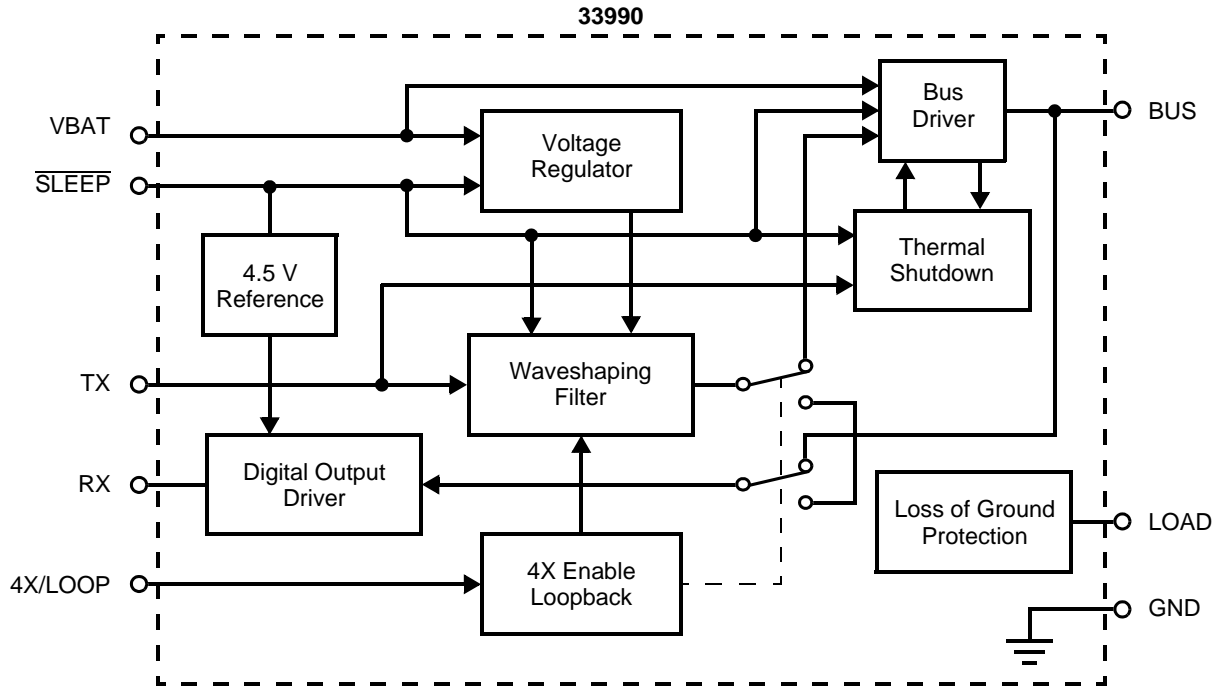 33990
VBAT
SLEEP
TX
RX
4X/LOOP
Voltage
Regulator
Bus
Driver
BUS
4.5 V
Reference
Thermal
Shutdown
Waveshaping
Filter
Digital Output
Driver
4X Enable
Loopback
Loss of Ground
Protection
LOAD
GND